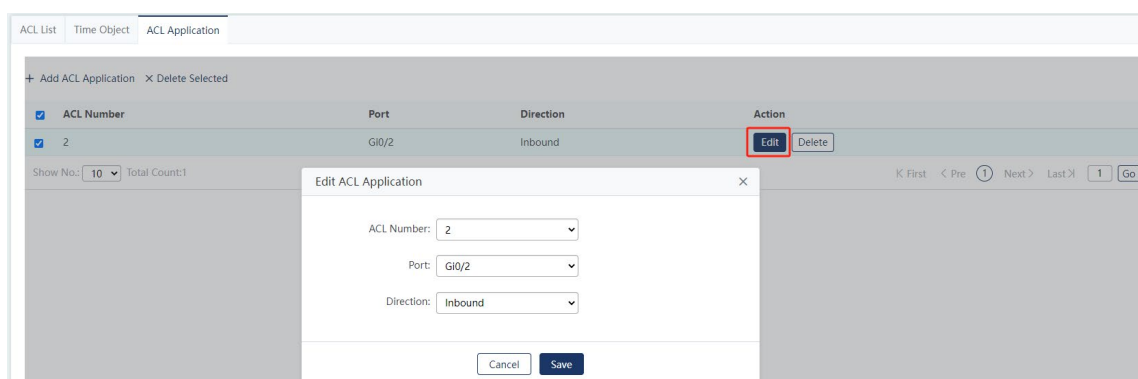 ACL List Time Object ACL Application
+ Add ACL Application × Delete Selected
ACL Number Port Direction Action
2 Gi0/2 Inbound Edit Delete
Show No.: 10 Total Count:1 First < Pre 1 Next > Last 1 Go
Edit ACL Application ×
ACL Number: 2
Port: Gi0/2
Direction: Inbound
Cancel Save